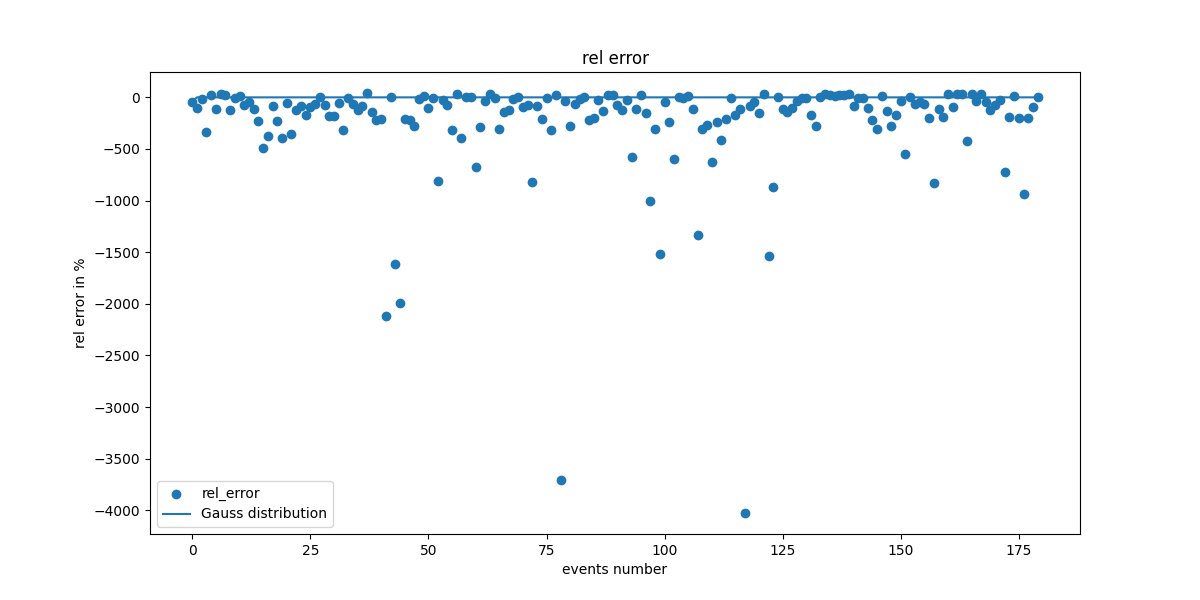 rel error
rel error in %
0
−500
−1000
−1500
−2000
−2500
−3000
−3500
−4000
rel_error
Gauss distribution
0 25 50 75 100 125 150 175
events number